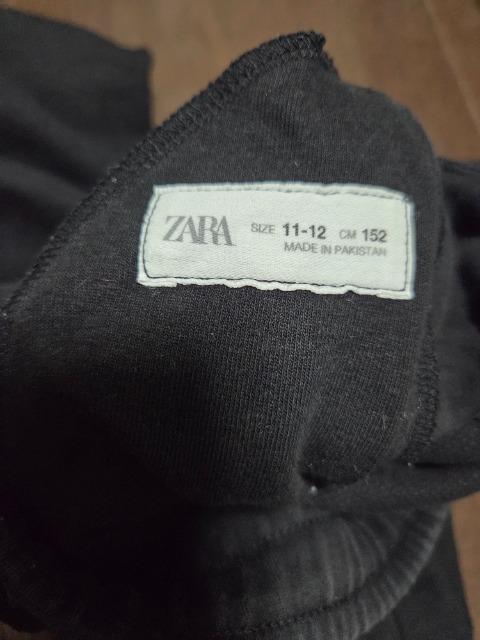 ZARA SIZE 11-12 CM 152
MADE IN PAKISTAN